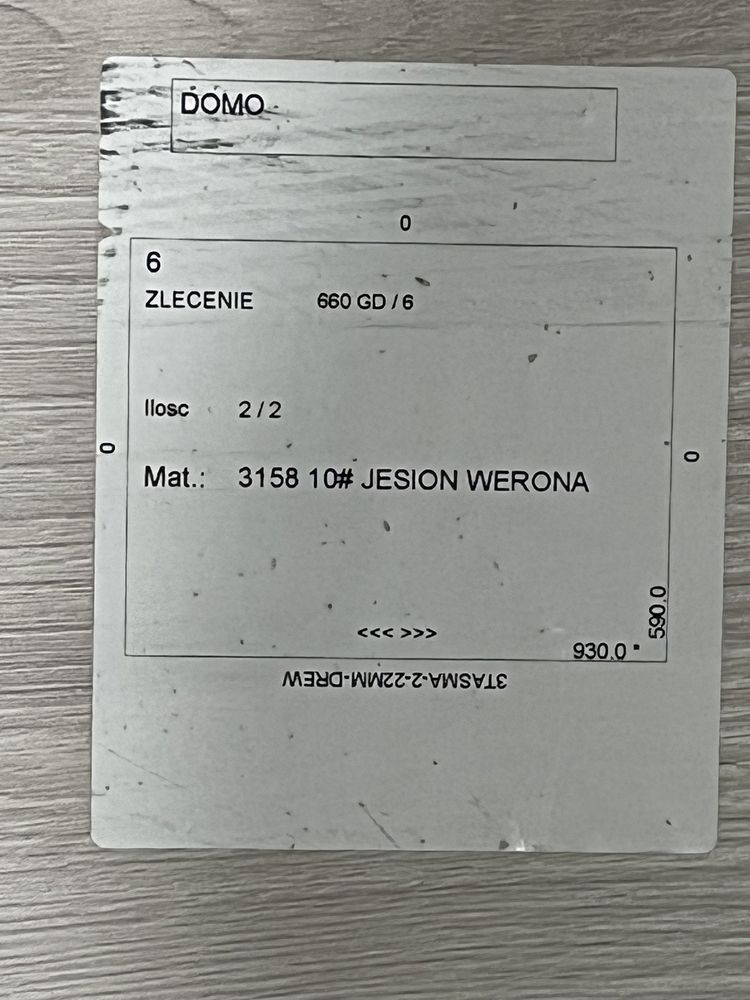 DOMO
0
6
ZLECENIE 660 GD / 6
Ilosc 2 / 2
0
0
Mat.: 3158 10# JESION WERONA
590.0
<<< >>>
930.0
3TASMA-2-22MM-DREW